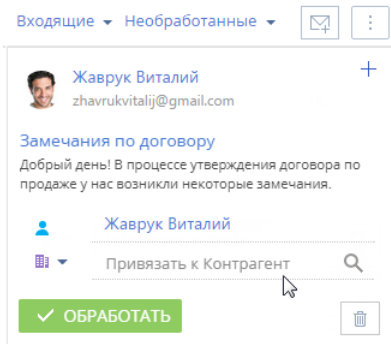 Входящие Необработанные
Жаврук Виталий
zhavrukvitalij@gmail.com
Замечания по договору
Добрый день! В процессе утверждения договора по
продаже у нас возникли некоторые замечания.
Жаврук Виталий
Привязать к Контрагент
ОБРАБОТАТЬ